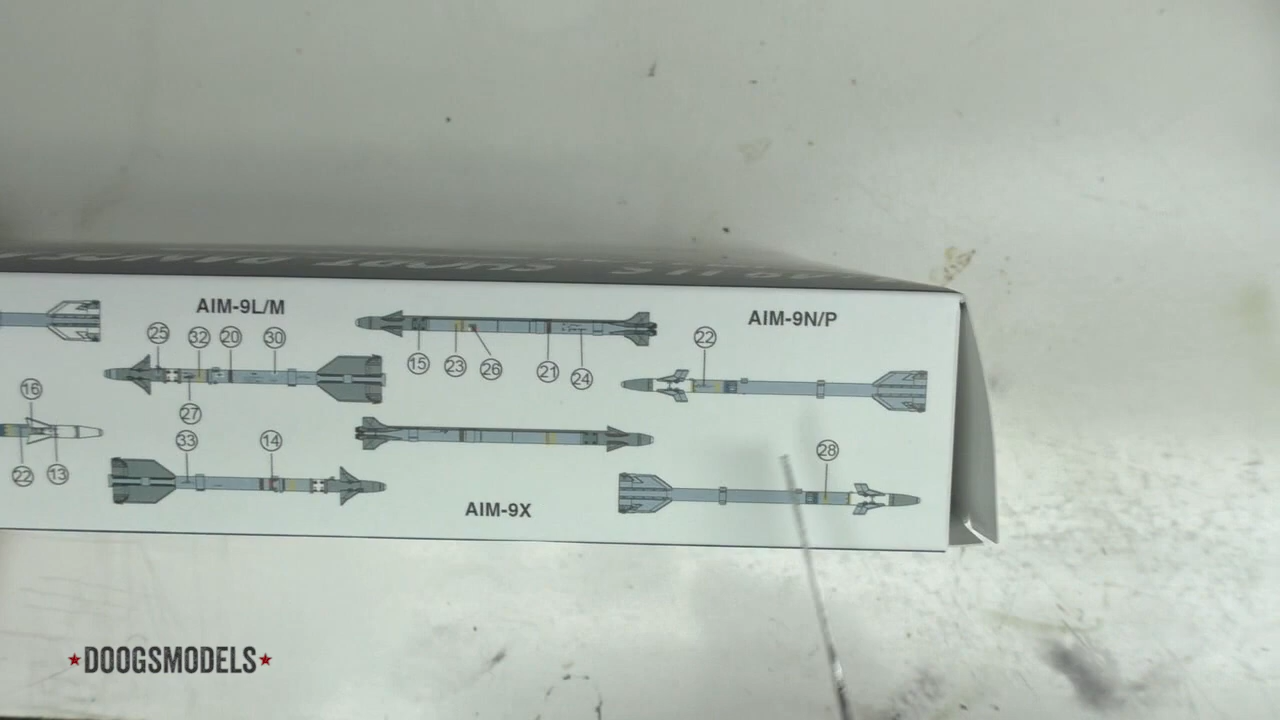 AIM-9L/M
AIM-9N/P
25 32 20 30
22
15 23 26 21 24
16
27
33 14
28
22 13
AIM-9X
★DOOGSMODELS★